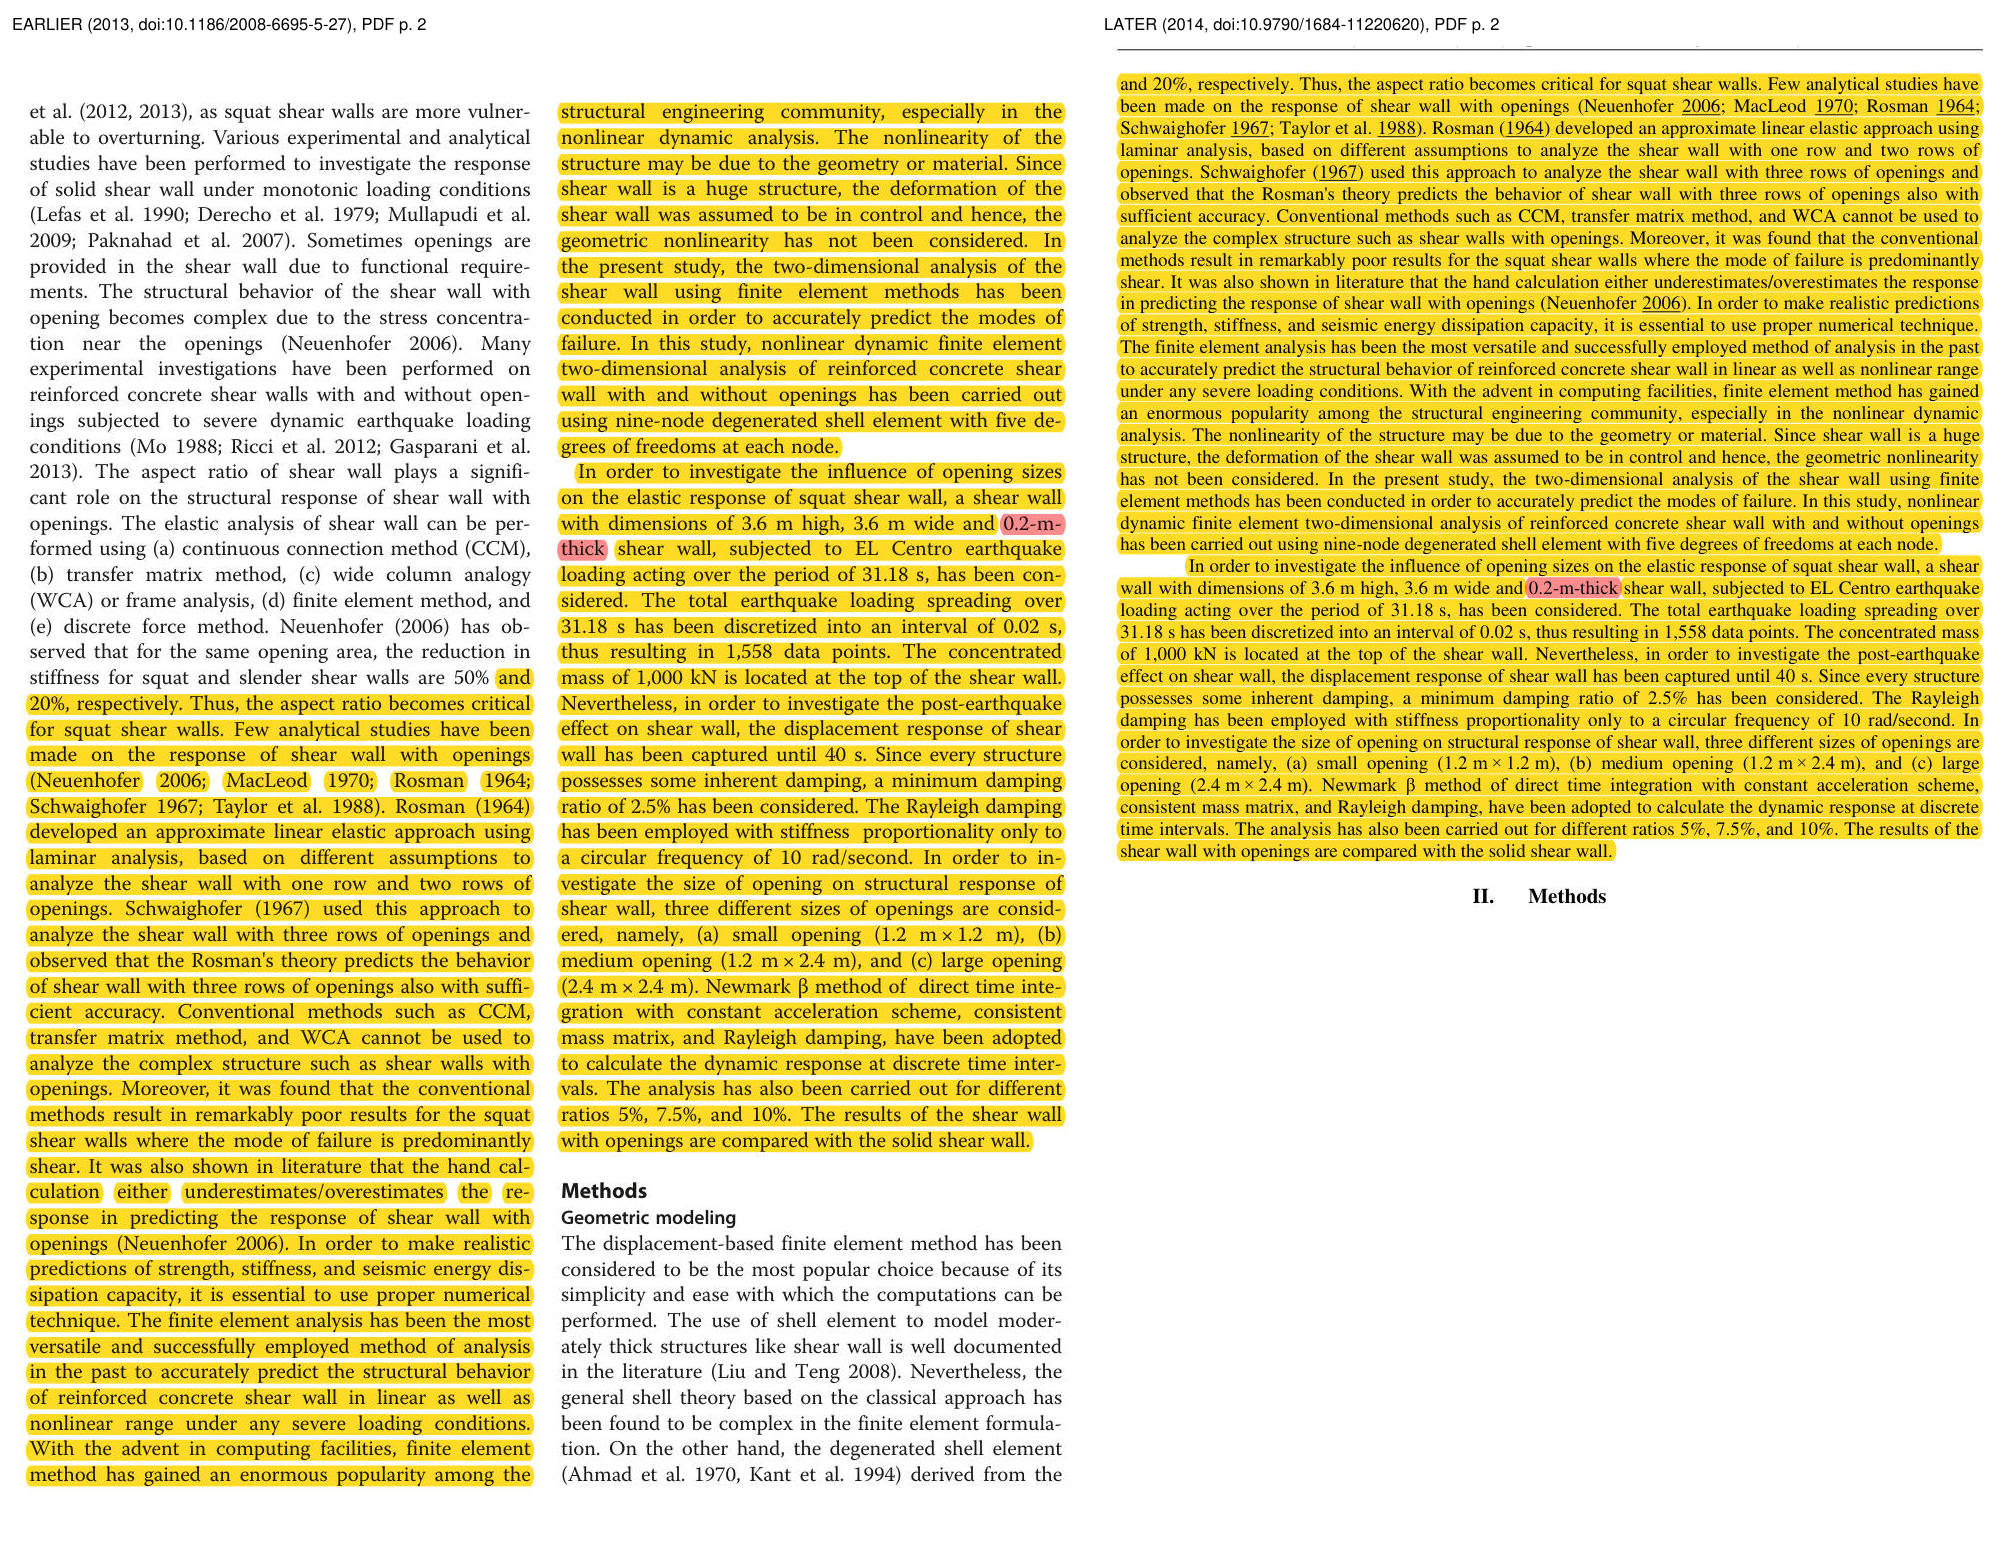 EARLIER (2013, doi:10.1186/2008-6695-5-27), PDF p. 2
et al. (2012, 2013), as squat shear walls are more vulner-
able to overturning. Various experimental and analytical
studies have been performed to investigate the response
of solid shear wall under monotonic loading conditions
(Lefas et al. 1990; Derecho et al. 1979; Mullapudi et al.
2009; Paknahad et al. 2007). Sometimes openings are
provided in the shear wall due to functional require-
ments. The structural behavior of the shear wall with
opening becomes complex due to the stress concentra-
tion near the openings (Neuenhofer 2006). Many
experimental investigations have been performed on
reinforced concrete shear walls with and without open-
ings subjected to severe dynamic earthquake loading
conditions (Mo 1988; Ricci et al. 2012; Gasparani et al.
2013). The aspect ratio of shear wall plays a signifi-
cant role on the structural response of shear wall with
openings. The elastic analysis of shear wall can be per-
formed using (a) continuous connection method (CCM),
(b) transfer matrix method, (c) wide column analogy
(WCA) or frame analysis, (d) finite element method, and
(e) discrete force method. Neuenhofer (2006) has ob-
served that for the same opening area, the reduction in
stiffness for squat and slender shear walls are 50% and
20%, respectively. Thus, the aspect ratio becomes critical
for squat shear walls. Few analytical studies have been
made on the response of shear wall with openings
(Neuenhofer 2006; MacLeod 1970; Rosman 1964;
Schwaighofer 1967; Taylor et al. 1988). Rosman (1964)
developed an approximate linear elastic approach using
laminar analysis, based on different assumptions to
analyze the shear wall with one row and two rows of
openings. Schwaighofer (1967) used this approach to
analyze the shear wall with three rows of openings and
observed that the Rosman's theory predicts the behavior
of shear wall with three rows of openings also with suffi-
cient accuracy. Conventional methods such as CCM,
transfer matrix method, and WCA cannot be used to
analyze the complex structure such as shear walls with
openings. Moreover, it was found that the conventional
methods result in remarkably poor results for the squat
shear walls where the mode of failure is predominantly
shear. It was also shown in literature that the hand cal-
culation either underestimates/overestimates the re-
sponse in predicting the response of shear wall with
openings (Neuenhofer 2006). In order to make realistic
predictions of strength, stiffness, and seismic energy dis-
sipation capacity, it is essential to use proper numerical
technique. The finite element analysis has been the most
versatile and successfully employed method of analysis
in the past to accurately predict the structural behavior
of reinforced concrete shear wall in linear as well as
nonlinear range under any severe loading conditions.
With the advent in computing facilities, finite element
method has gained an enormous popularity among the
structural engineering community, especially in the
nonlinear dynamic analysis. The nonlinearity of the
structure may be due to the geometry or material. Since
shear wall is a huge structure, the deformation of the
shear wall was assumed to be in control and hence, the
geometric nonlinearity has not been considered. In
the present study, the two-dimensional analysis of the
shear wall using finite element methods has been
conducted in order to accurately predict the modes of
failure. In this study, nonlinear dynamic finite element
two-dimensional analysis of reinforced concrete shear
wall with and without openings has been carried out
using nine-node degenerated shell element with five de-
grees of freedoms at each node.
In order to investigate the influence of opening sizes
on the elastic response of squat shear wall, a shear wall
with dimensions of 3.6 m high, 3.6 m wide and 0.2-m-
thick shear wall, subjected to EL Centro earthquake
loading acting over the period of 31.18 s, has been con-
sidered. The total earthquake loading spreading over
31.18 s has been discretized into an interval of 0.02 s,
thus resulting in 1,558 data points. The concentrated
mass of 1,000 kN is located at the top of the shear wall.
Nevertheless, in order to investigate the post-earthquake
effect on shear wall, the displacement response of shear
wall has been captured until 40 s. Since every structure
possesses some inherent damping, a minimum damping
ratio of 2.5% has been considered. The Rayleigh damping
has been employed with stiffness proportionality only to
a circular frequency of 10 rad/second. In order to in-
vestigate the size of opening on structural response of
shear wall, three different sizes of openings are consid-
ered, namely, (a) small opening (1.2 m × 1.2 m), (b)
medium opening (1.2 m × 2.4 m), and (c) large opening
(2.4 m × 2.4 m). Newmark β method of direct time inte-
gration with constant acceleration scheme, consistent
mass matrix, and Rayleigh damping, have been adopted
to calculate the dynamic response at discrete time inter-
vals. The analysis has also been carried out for different
ratios 5%, 7.5%, and 10%. The results of the shear wall
with openings are compared with the solid shear wall.
Methods
Geometric modeling
The displacement-based finite element method has been
considered to be the most popular choice because of its
simplicity and ease with which the computations can be
performed. The use of shell element to model moder-
ately thick structures like shear wall is well documented
in the literature (Liu and Teng 2008). Nevertheless, the
general shell theory based on the classical approach has
been found to be complex in the finite element formula-
tion. On the other hand, the degenerated shell element
(Ahmad et al. 1970, Kant et al. 1994) derived from the
LATER (2014, doi:10.9790/1684-11220620), PDF p. 2
and 20%, respectively. Thus, the aspect ratio becomes critical for squat shear walls. Few analytical studies have
been made on the response of shear wall with openings (Neuenhofer 2006; MacLeod 1970; Rosman 1964;
Schwaighofer 1967; Taylor et al. 1988). Rosman (1964) developed an approximate linear elastic approach using
laminar analysis, based on different assumptions to analyze the shear wall with one row and two rows of
openings. Schwaighofer (1967) used this approach to analyze the shear wall with three rows of openings and
observed that the Rosman's theory predicts the behavior of shear wall with three rows of openings also with
sufficient accuracy. Conventional methods such as CCM, transfer matrix method, and WCA cannot be used to
analyze the complex structure such as shear walls with openings. Moreover, it was found that the conventional
methods result in remarkably poor results for the squat shear walls where the mode of failure is predominantly
shear. It was also shown in literature that the hand calculation either underestimates/overestimates the response
in predicting the response of shear wall with openings (Neuenhofer 2006). In order to make realistic predictions
of strength, stiffness, and seismic energy dissipation capacity, it is essential to use proper numerical technique.
The finite element analysis has been the most versatile and successfully employed method of analysis in the past
to accurately predict the structural behavior of reinforced concrete shear wall in linear as well as nonlinear range
under any severe loading conditions. With the advent in computing facilities, finite element method has gained
an enormous popularity among the structural engineering community, especially in the nonlinear dynamic
analysis. The nonlinearity of the structure may be due to the geometry or material. Since shear wall is a huge
structure, the deformation of the shear wall was assumed to be in control and hence, the geometric nonlinearity
has not been considered. In the present study, the two-dimensional analysis of the shear wall using finite
element methods has been conducted in order to accurately predict the modes of failure. In this study, nonlinear
dynamic finite element two-dimensional analysis of reinforced concrete shear wall with and without openings
has been carried out using nine-node degenerated shell element with five degrees of freedoms at each node.
In order to investigate the influence of opening sizes on the elastic response of squat shear wall, a shear
wall with dimensions of 3.6 m high, 3.6 m wide and 0.2-m-thick shear wall, subjected to EL Centro earthquake
loading acting over the period of 31.18 s, has been considered. The total earthquake loading spreading over
31.18 s has been discretized into an interval of 0.02 s, thus resulting in 1,558 data points. The concentrated mass
of 1,000 kN is located at the top of the shear wall. Nevertheless, in order to investigate the post-earthquake
effect on shear wall, the displacement response of shear wall has been captured until 40 s. Since every structure
possesses some inherent damping, a minimum damping ratio of 2.5% has been considered. The Rayleigh
damping has been employed with stiffness proportionality only to a circular frequency of 10 rad/second. In
order to investigate the size of opening on structural response of shear wall, three different sizes of openings are
considered, namely, (a) small opening (1.2 m × 1.2 m), (b) medium opening (1.2 m × 2.4 m), and (c) large
opening (2.4 m × 2.4 m). Newmark β method of direct time integration with constant acceleration scheme,
consistent mass matrix, and Rayleigh damping, have been adopted to calculate the dynamic response at discrete
time intervals. The analysis has also been carried out for different ratios 5%, 7.5%, and 10%. The results of the
shear wall with openings are compared with the solid shear wall.
II. Methods